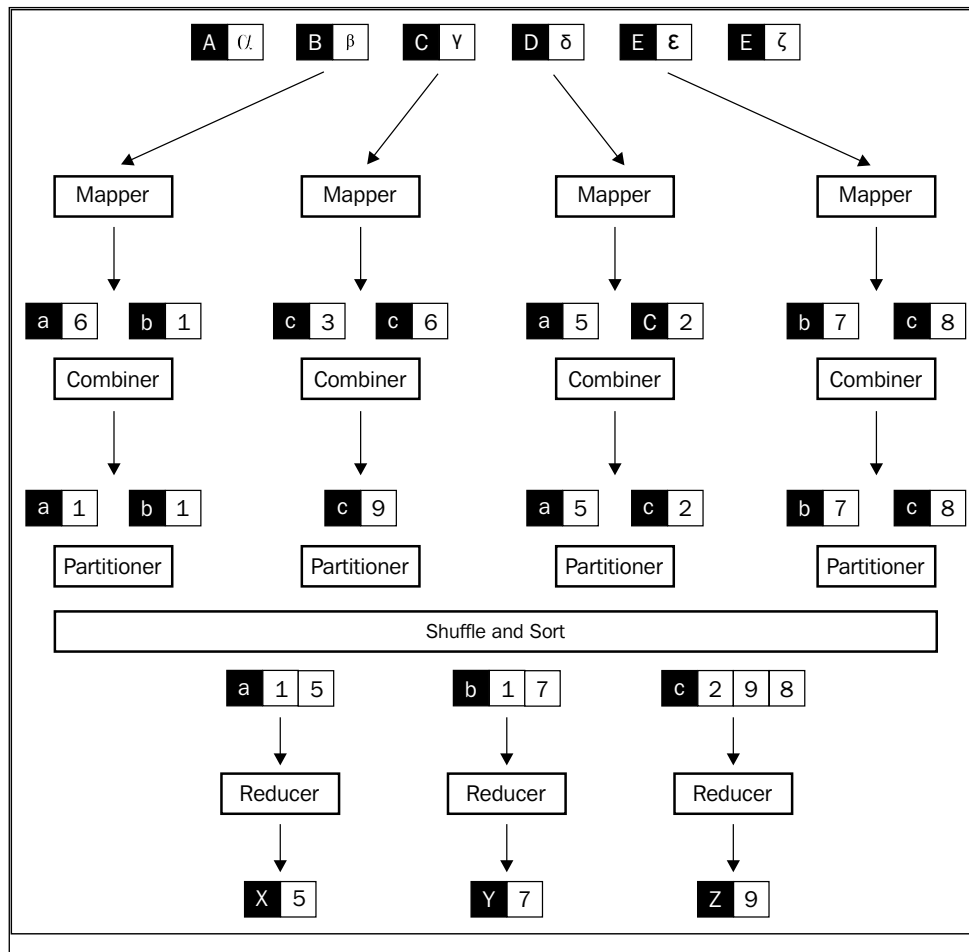 A α B β C γ D δ E ε E ζ
Mapper Mapper Mapper Mapper
a 6 b 1 c 3 c 6 a 5 C 2 b 7 c 8
Combiner Combiner Combiner Combiner
a 1 b 1 c 9 a 5 c 2 b 7 c 8
Partitioner Partitioner Partitioner Partitioner
Shuffle and Sort
a 1 5 b 1 7 c 2 9 8
Reducer Reducer Reducer
X 5 Y 7 Z 9